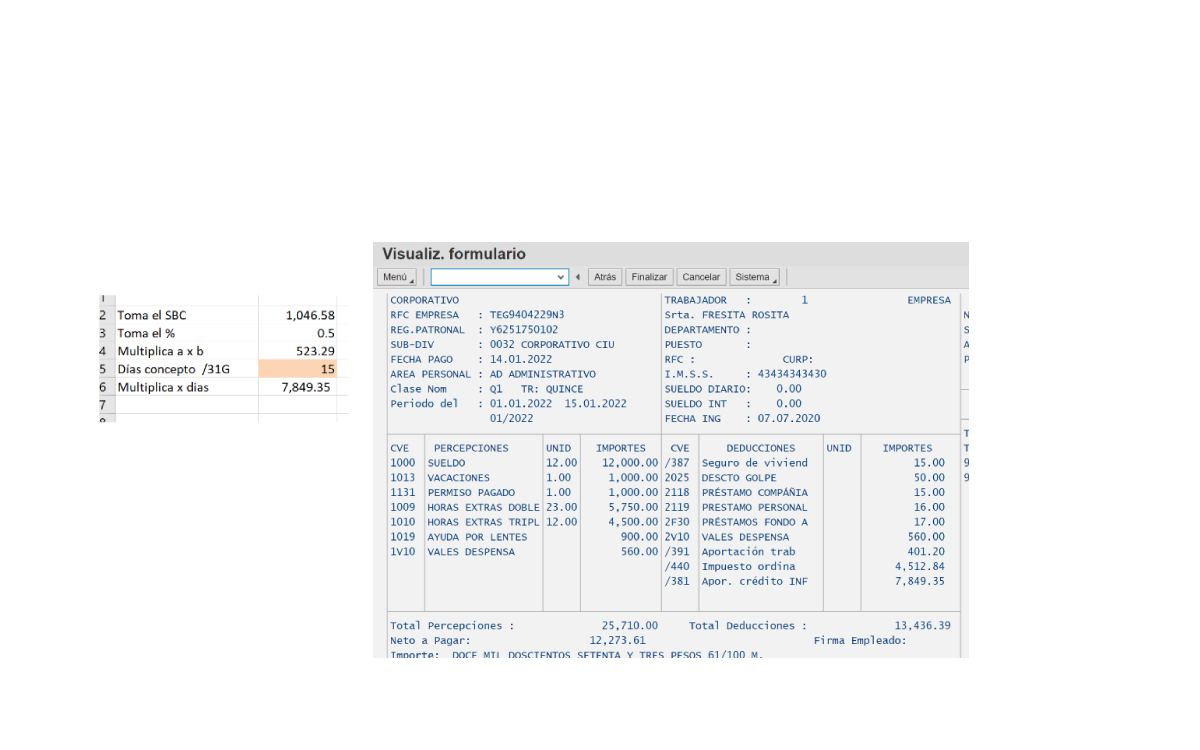 1
2 Toma el SBC 1,046.58
3 Toma el % 0.5
4 Multiplica a x b 523.29
5 Días concepto /31G 15
6 Multiplica x dias 7,849.35
7
8
Visualiz. formulario
Menú Atrás Finalizar Cancelar Sistema
CORPORATIVO TRABAJADOR : 1 EMPRESA
RFC EMPRESA : TEG9404229N3 Srta. FRESITA ROSITA
REG.PATRONAL : Y6251750102 DEPARTAMENTO :
SUB-DIV : 0032 CORPORATIVO CIU PUESTO :
FECHA PAGO : 14.01.2022 RFC : CURP:
AREA PERSONAL : AD ADMINISTRATIVO I.M.S.S. : 43434343430
Clase Nom : Q1 TR: QUINCE SUELDO DIARIO: 0.00
Periodo del : 01.01.2022 15.01.2022 SUELDO INT : 0.00
01/2022 FECHA ING : 07.07.2020
CVE PERCEPCIONES UNID IMPORTES CVE DEDUCCIONES UNID IMPORTES
1000 SUELDO 12.00 12,000.00 /387 Seguro de viviend 15.00
1013 VACACIONES 1.00 1,000.00 2025 DESCTO GOLPE 50.00
1131 PERMISO PAGADO 1.00 1,000.00 2118 PRÉSTAMO COMPÁÑIA 15.00
1009 HORAS EXTRAS DOBLE 23.00 5,750.00 2119 PRESTAMO PERSONAL 16.00
1010 HORAS EXTRAS TRIPL 12.00 4,500.00 2F30 PRÉSTAMOS FONDO A 17.00
1019 AYUDA POR LENTES 900.00 2V10 VALES DESPENSA 560.00
1V10 VALES DESPENSA 560.00 /391 Aportación trab 401.20
/440 Impuesto ordina 4,512.84
/381 Apor. crédito INF 7,849.35
Total Percepciones : 25,710.00 Total Deducciones : 13,436.39
Neto a Pagar: 12,273.61 Firma Empleado:
Importe: DOCE MIL DOSCIENTOS SETENTA Y TRES PESOS 61/100 M.